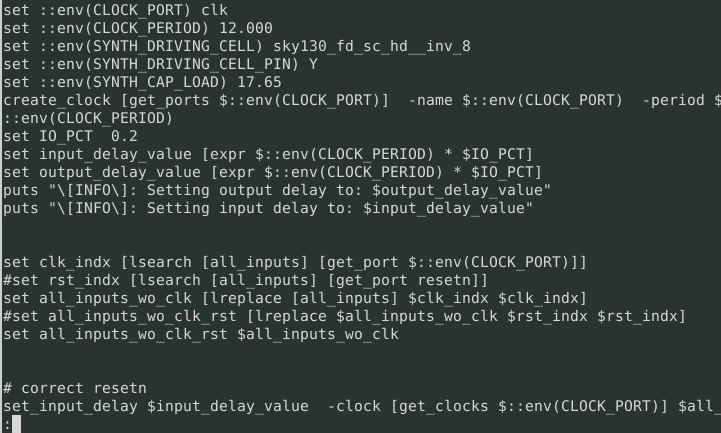 set ::env(CLOCK_PORT) clk
set ::env(CLOCK_PERIOD) 12.000
set ::env(SYNTH_DRIVING_CELL) sky130_fd_sc_hd__inv_8
set ::env(SYNTH_DRIVING_CELL_PIN) Y
set ::env(SYNTH_CAP_LOAD) 17.65
create_clock [get_ports $::env(CLOCK_PORT)]  -name $::env(CLOCK_PORT)  -period $
::env(CLOCK_PERIOD)
set IO_PCT  0.2
set input_delay_value [expr $::env(CLOCK_PERIOD) * $IO_PCT]
set output_delay_value [expr $::env(CLOCK_PERIOD) * $IO_PCT]
puts "\[INFO\]: Setting output delay to: $output_delay_value"
puts "\[INFO\]: Setting input delay to: $input_delay_value"
set clk_indx [lsearch [all_inputs] [get_port $::env(CLOCK_PORT)]]
#set rst_indx [lsearch [all_inputs] [get_port resetn]]
set all_inputs_wo_clk [lreplace [all_inputs] $clk_indx $clk_indx]
#set all_inputs_wo_clk_rst [lreplace $all_inputs_wo_clk $rst_indx $rst_indx]
set all_inputs_wo_clk_rst $all_inputs_wo_clk
# correct resetn
set_input_delay $input_delay_value  -clock [get_clocks $::env(CLOCK_PORT)] $all_
: